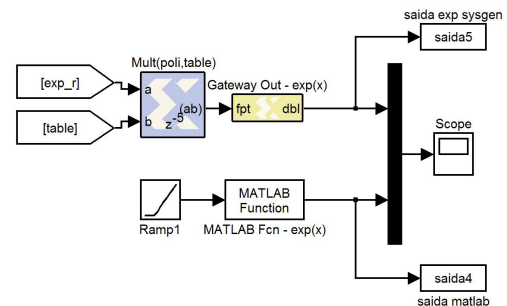 saida exp sysgen
saida5
Mult(poli,table)
[exp_r]
a
(ab)
Gateway Out - exp(x)
fpt
dbl
[table]
b
z-5
Scope
MATLAB
Function
Ramp1
MATLAB Fcn - exp(x)
saida4
saida matlab